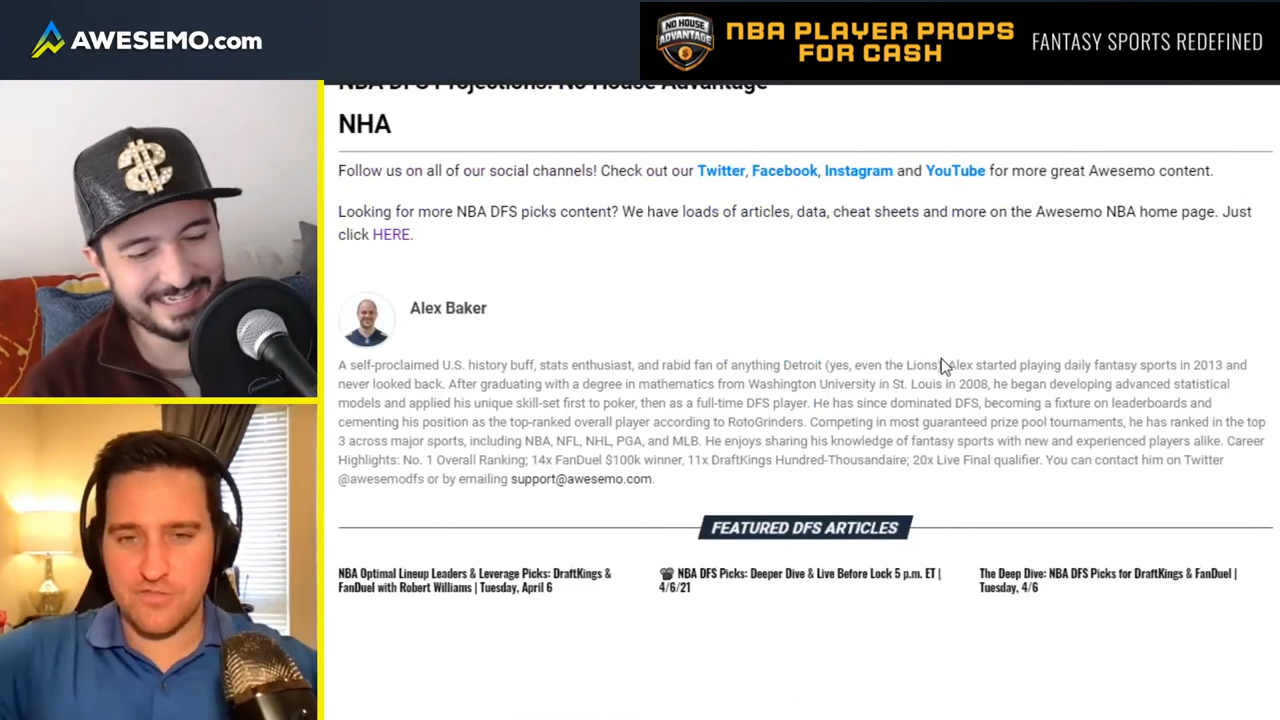 AWESEMO.com
NO HOUSE
ADVANTAGE
NBA PLAYER PROPS
FOR CASH
FANTASY SPORTS REDEFINED
NBA DFS Projections: No House Advantage
NHA
Follow us on all of our social channels! Check out our Twitter, Facebook, Instagram and YouTube for more great Awesemo content.
Looking for more NBA DFS picks content? We have loads of articles, data, cheat sheets and more on the Awesemo NBA home page. Just
click HERE.
Alex Baker
A self-proclaimed U.S. history buff, stats enthusiast, and rabid fan of anything Detroit (yes, even the Lions) Alex started playing daily fantasy sports in 2013 and
never looked back. After graduating with a degree in mathematics from Washington University in St. Louis in 2008, he began developing advanced statistical
models and applied his unique skill-set first to poker, then as a full-time DFS player. He has since dominated DFS, becoming a fixture on leaderboards and
cementing his position as the top-ranked overall player according to RotoGrinders. Competing in most guaranteed prize pool tournaments, he has ranked in the top
3 across major sports, including NBA, NFL, NHL, PGA, and MLB. He enjoys sharing his knowledge of fantasy sports with new and experienced players alike. Career
Highlights: No. 1 Overall Ranking; 14x FanDuel $100k winner, 11x DraftKings Hundred-Thousandaire; 20x Live Final qualifier. You can contact him on Twitter
@awesemodfs or by emailing support@awesemo.com.
FEATURED DFS ARTICLES
NBA Optimal Lineup Leaders & Leverage Picks: DraftKings &
FanDuel with Robert Williams | Tuesday, April 6
NBA DFS Picks: Deeper Dive & Live Before Lock 5 p.m. ET |
4/6/21
The Deep Dive: NBA DFS Picks for DraftKings & FanDuel |
Tuesday, 4/6